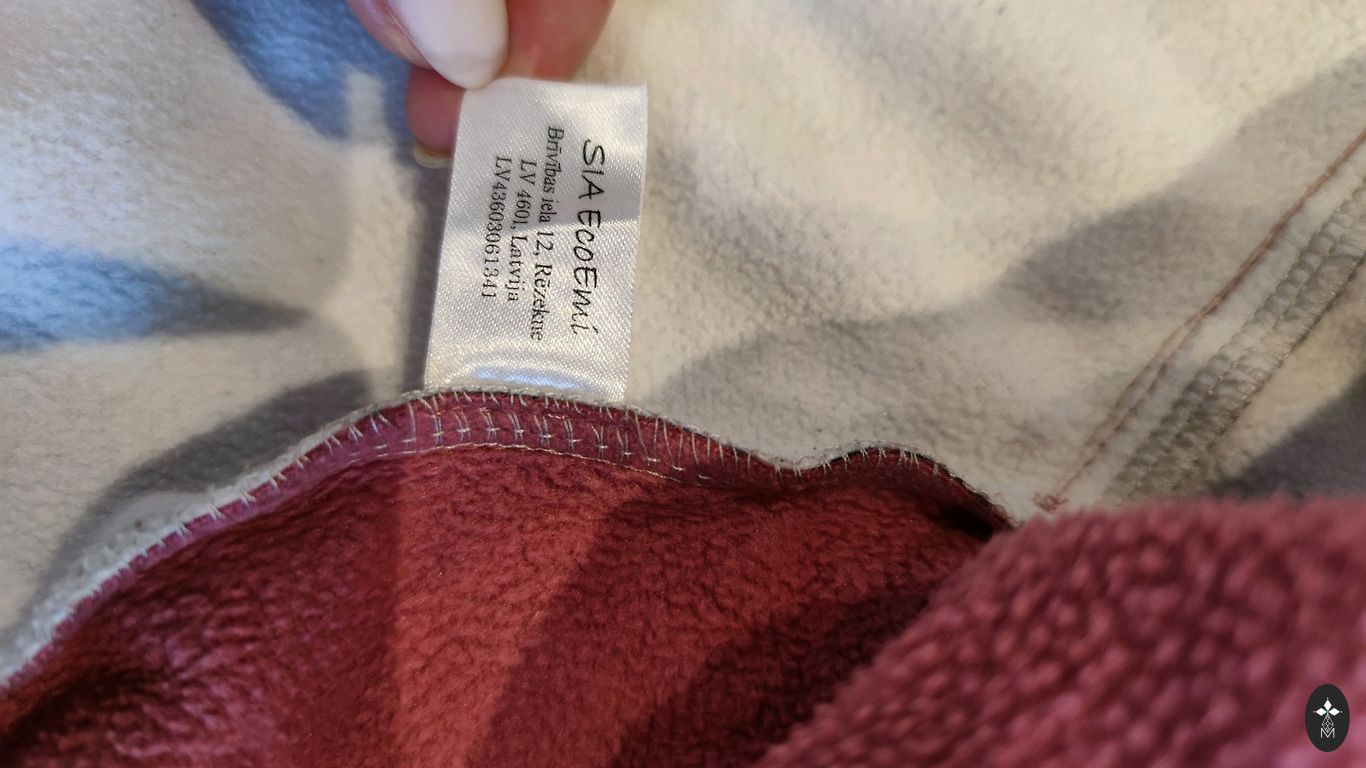 SIA EcoEmi
Brīvības iela 12, Rēzekne
LV 4601, Latvija
LV43603061341
M